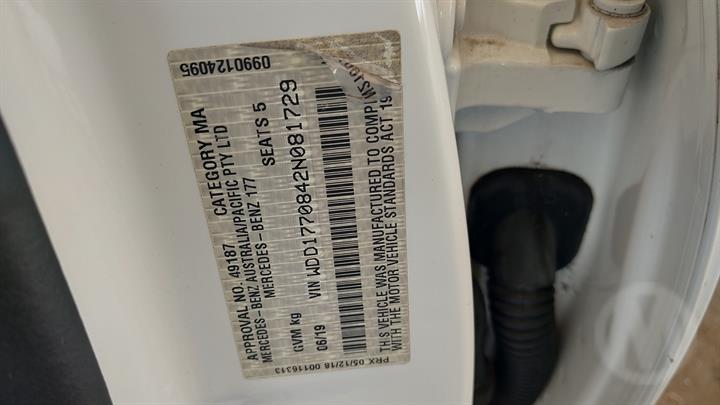 0990124095
APPROVAL NO. 49187 CATEGORY MA
MERCEDES-BENZ AUSTRALIA/PACIFIC PTY LTD
MERCEDES-BENZ 177
GVM kg SEATS 5
06/19 VIN WDD1770842N081729
THIS VEHICLE WAS MANUFACTURED TO COMPLY
WITH THE MOTOR VEHICLE STANDARDS ACT 19
PRX 05/12/18 00116313